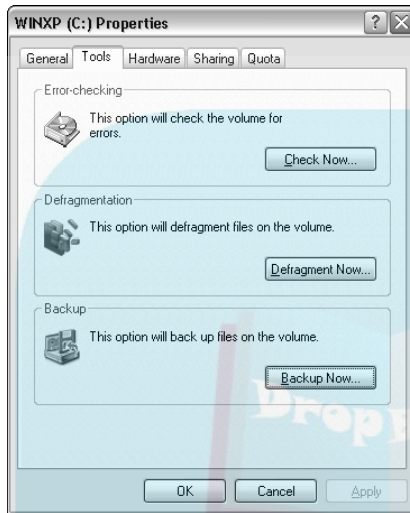 WINXP (C:) Properties
General Tools Hardware Sharing Quota
Error-checking
This option will check the volume for
errors.
Check Now...
Defragmentation
This option will defragment files on the volume.
Defragment Now...
Backup
This option will back up files on the volume.
Backup Now...
Drop
OK Cancel Apply